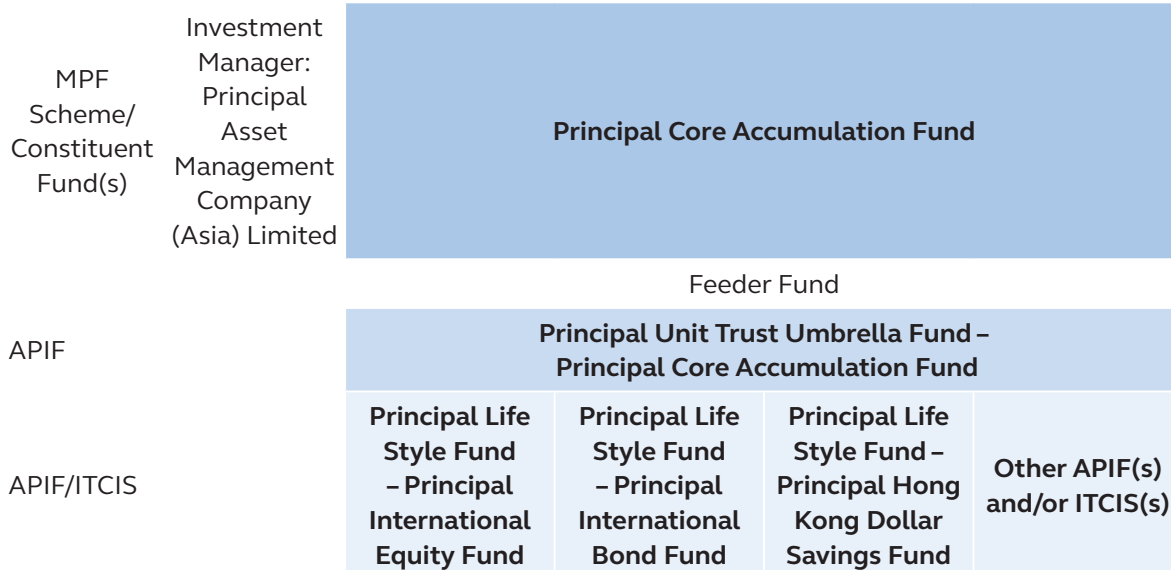 MPF
Scheme/
Constituent
Fund(s)
Investment
Manager:
Principal
Asset
Management
Company
(Asia) Limited
Principal Core Accumulation Fund
Feeder Fund
APIF
Principal Unit Trust Umbrella Fund –
Principal Core Accumulation Fund
APIF/ITCIS
Principal Life
Style Fund
– Principal
International
Equity Fund
Principal Life
Style Fund
– Principal
International
Bond Fund
Principal Life
Style Fund –
Principal Hong
Kong Dollar
Savings Fund
Other APIF(s)
and/or ITCIS(s)